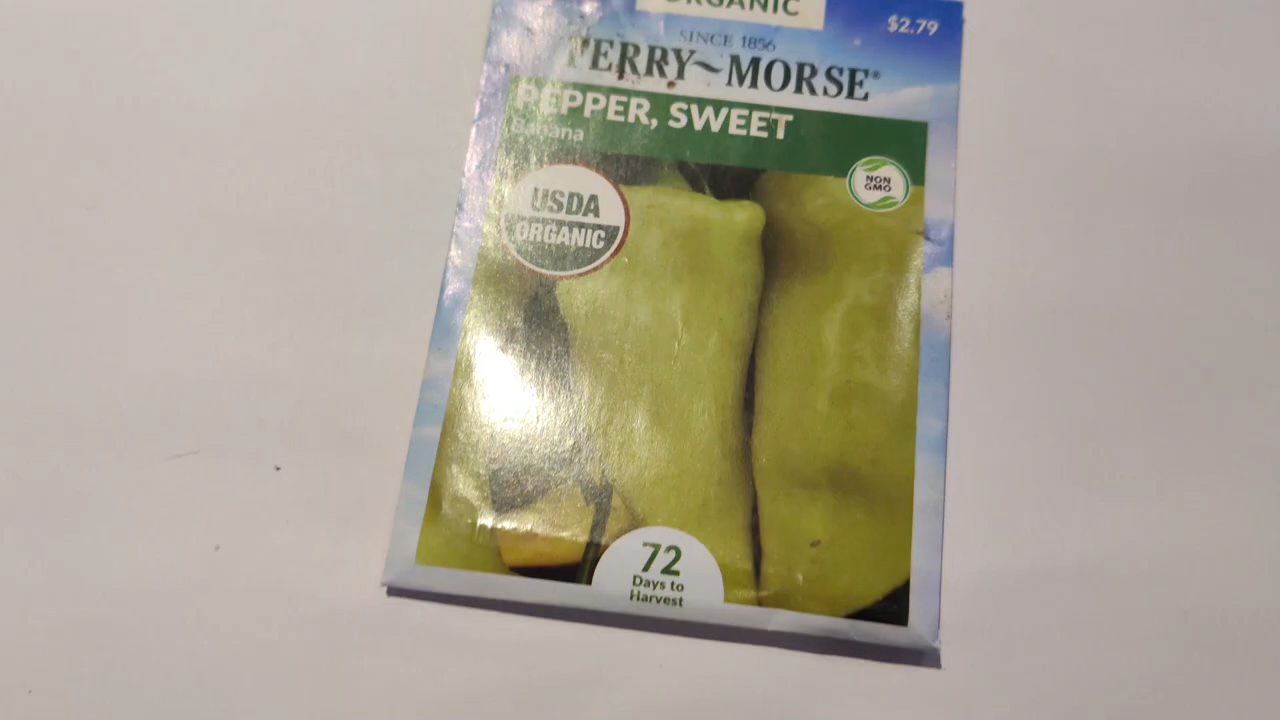 ORGANIC
$2.79
SINCE 1856
FERRY~MORSE®
PEPPER, SWEET
Banana
NON
GMO
USDA
ORGANIC
72
Days to
Harvest